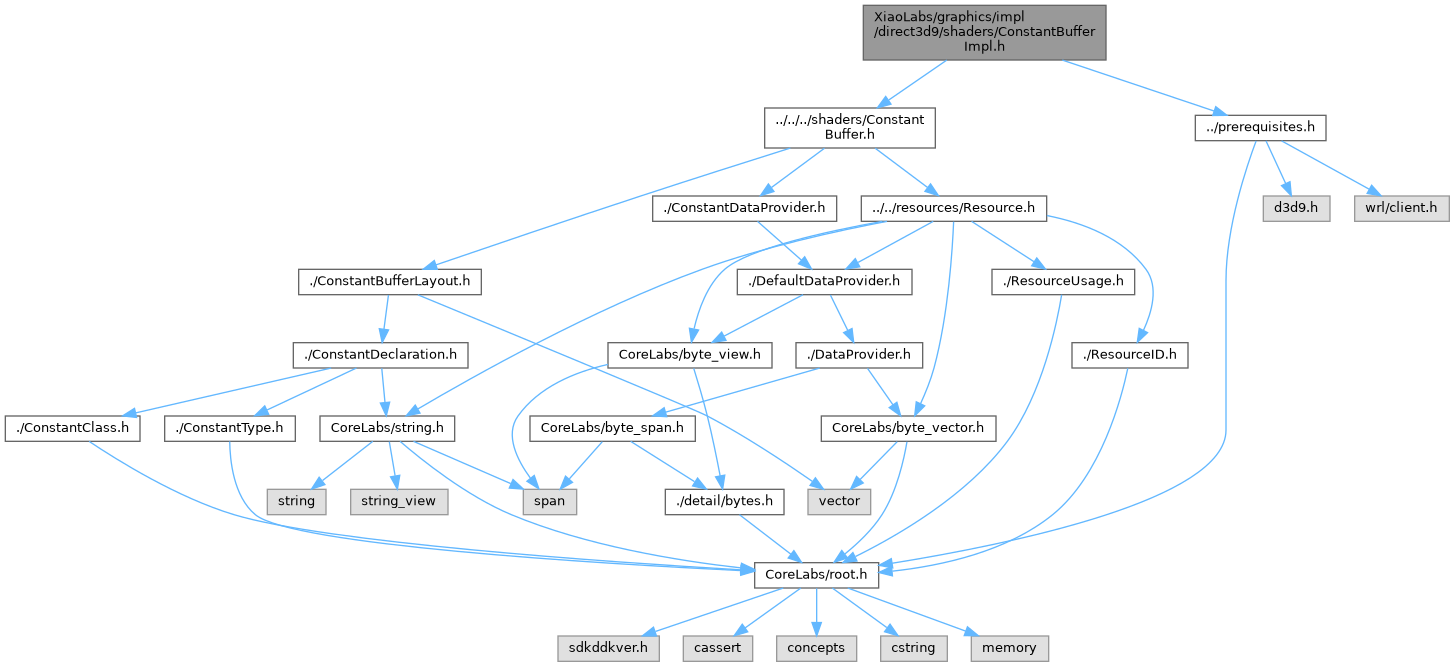 XiaoLabs/graphics/impl
/direct3d9/shaders/ConstantBuffer
Impl.h
../../../shaders/Constant
Buffer.h
../prerequisites.h
./ConstantDataProvider.h
../../resources/Resource.h
d3d9.h
wrl/client.h
./ConstantBufferLayout.h
./DefaultDataProvider.h
./ResourceUsage.h
./ConstantDeclaration.h
CoreLabs/byte_view.h
./DataProvider.h
./ResourceID.h
./ConstantClass.h
./ConstantType.h
CoreLabs/string.h
CoreLabs/byte_span.h
CoreLabs/byte_vector.h
string
string_view
span
./detail/bytes.h
vector
CoreLabs/root.h
sdkddkver.h
cassert
concepts
cstring
memory